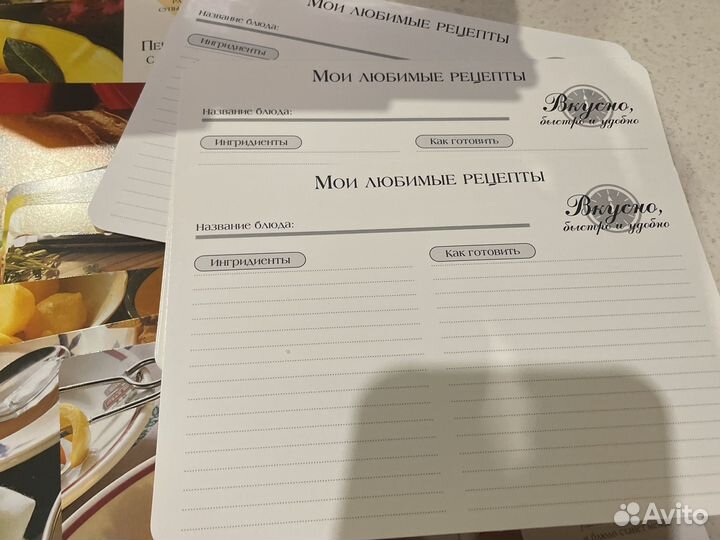 Мои любимые рецепты
Название блюда:
Ингридиенты
Мои любимые рецепты
Название блюда:
Вкусно,
быстро и удобно
Ингридиенты
Как готовить
Мои любимые рецепты
Название блюда:
Вкусно,
быстро и удобно
Ингридиенты
Как готовить
Avito